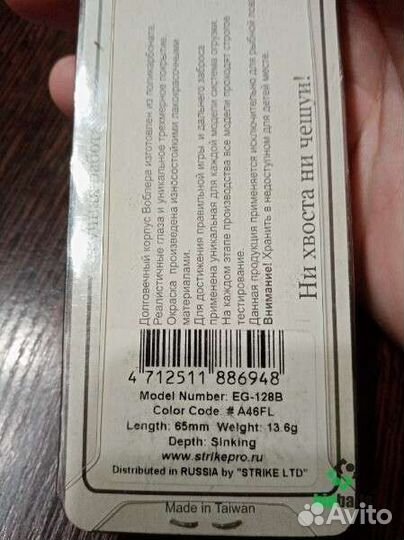 Долговечный корпус Воблера изготовлен из поликарбоната.
Реалистичные глаза и уникальное трехмерное покрытие.
Окраска произведена износостойкими лакокрасочными
материалами.
Для достижения правильной игры и дальнего заброса
применена уникальная для каждой модели система огрузки.
На каждом этапе производства все модели проходят строгое
тестирование.
Данная продукция применяется исключительно для рыбной
Внимание! Хранить в недоступном для детей месте.
Ни хвоста ни чешуи!
4 712511 886948
Model Number: EG-128B
Color Code: # A46FL
Length: 65mm Weight: 13.6g
Depth: Sinking
www.strikepro.ru
Distributed in RUSSIA by "STRIKE LTD"
Made in Taiwan
Avito